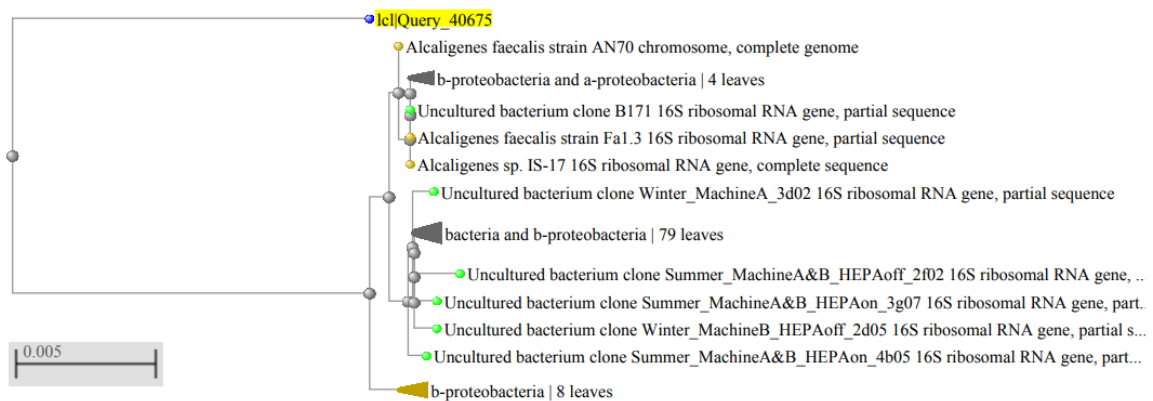 lcl|Query_40675
Alcaligenes faecalis strain AN70 chromosome, complete genome
b-proteobacteria and a-proteobacteria | 4 leaves
Uncultured bacterium clone B171 16S ribosomal RNA gene, partial sequence
Alcaligenes faecalis strain Fa1.3 16S ribosomal RNA gene, partial sequence
Alcaligenes sp. IS-17 16S ribosomal RNA gene, complete sequence
Uncultured bacterium clone Winter_MachineA_3d02 16S ribosomal RNA gene, partial sequence
bacteria and b-proteobacteria | 79 leaves
Uncultured bacterium clone Summer_MachineA&B_HEPAoff_2f02 16S ribosomal RNA gene, ...
Uncultured bacterium clone Summer_MachineA&B_HEPAon_3g07 16S ribosomal RNA gene, part...
Uncultured bacterium clone Winter_MachineB_HEPAoff_2d05 16S ribosomal RNA gene, partial s...
Uncultured bacterium clone Summer_MachineA&B_HEPAon_4b05 16S ribosomal RNA gene, part...
0.005
b-proteobacteria | 8 leaves